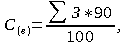 C₍ₑ₎ = ∑ 3*90 / 100 ,